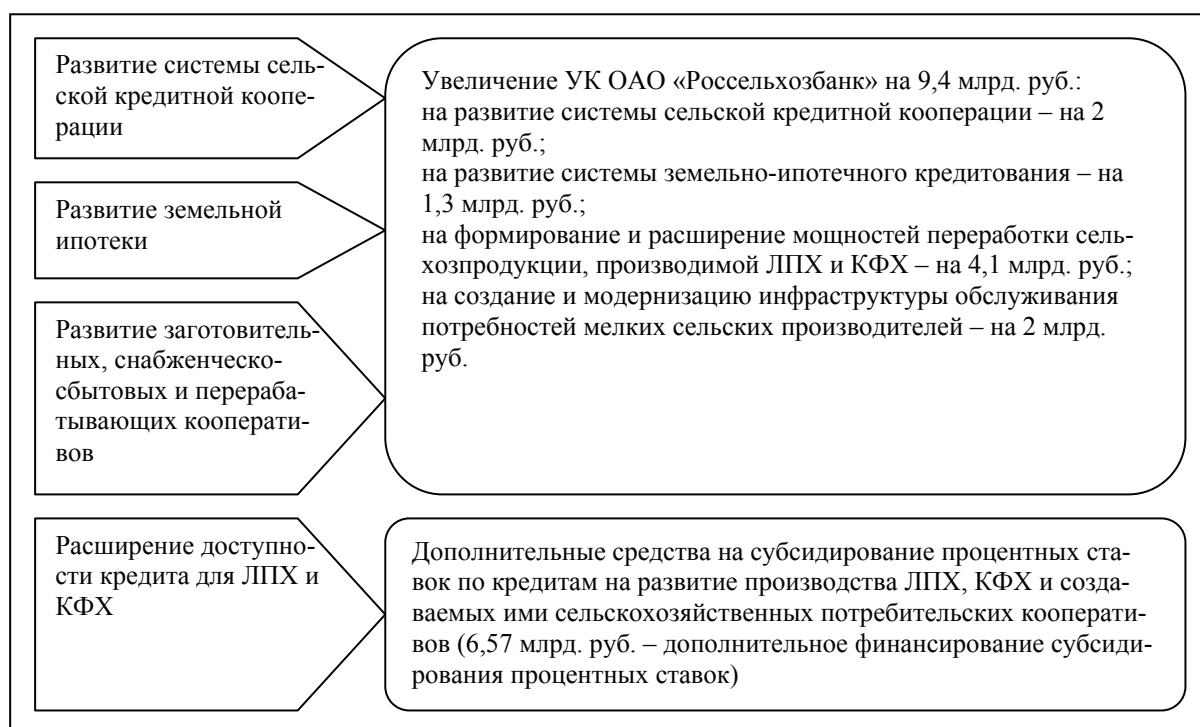 Развитие системы сель-
ской кредитной коопе-
рации
Увеличение УК ОАО «Россельхозбанк» на 9,4 млрд. руб.:
на развитие системы сельской кредитной кооперации – на 2
млрд. руб.;
на развитие системы земельно-ипотечного кредитования – на
1,3 млрд. руб.;
на формирование и расширение мощностей переработки сель-
хозпродукции, производимой ЛПХ и КФХ – на 4,1 млрд. руб.;
на создание и модернизацию инфраструктуры обслуживания
потребностей мелких сельских производителей – на 2 млрд.
руб.
Развитие земельной
ипотеки
Развитие заготовитель-
ных, снабженческо-
сбытовых и перераба-
тывающих кооперати-
вов
Расширение доступно-
сти кредита для ЛПХ и
КФХ
Дополнительные средства на субсидирование процентных ста-
вок по кредитам на развитие производства ЛПХ, КФХ и созда-
ваемых ими сельскохозяйственных потребительских кооперати-
вов (6,57 млрд. руб. – дополнительное финансирование субсиди-
рования процентных ставок)